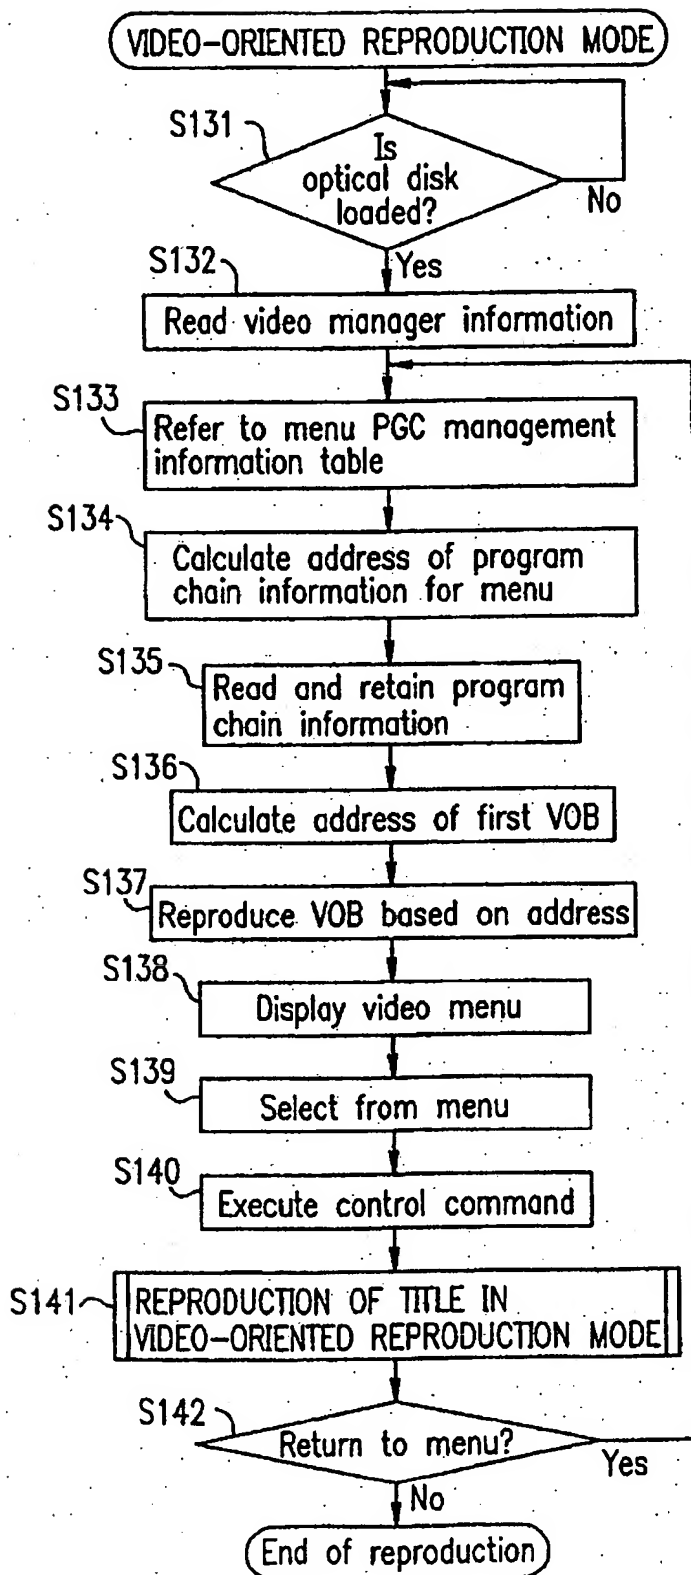 VIDEO-ORIENTED REPRODUCTION MODE
S131
Is
optical disk
loaded?
No
Yes
S132
Read video manager information
S133
Refer to menu PGC management
information table
S134
Calculate address of program
chain information for menu
S135
Read and retain program
chain information
S136
Calculate address of first VOB
S137
Reproduce VOB based on address
S138
Display video menu
S139
Select from menu
S140
Execute control command
S141
REPRODUCTION OF TITLE IN
VIDEO-ORIENTED REPRODUCTION MODE
S142
Return to menu?
Yes
No
End of reproduction